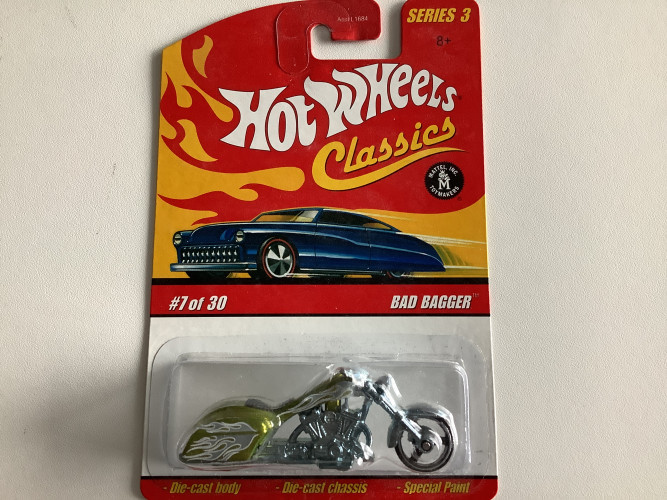 SERIES 3
8+
HOT WHEELS
Classics
MATTEL, INC.
M
TOYMAKERS
#7 of 30
BAD BAGGER™
- Die-cast body - Die-cast chassis - Special Paint